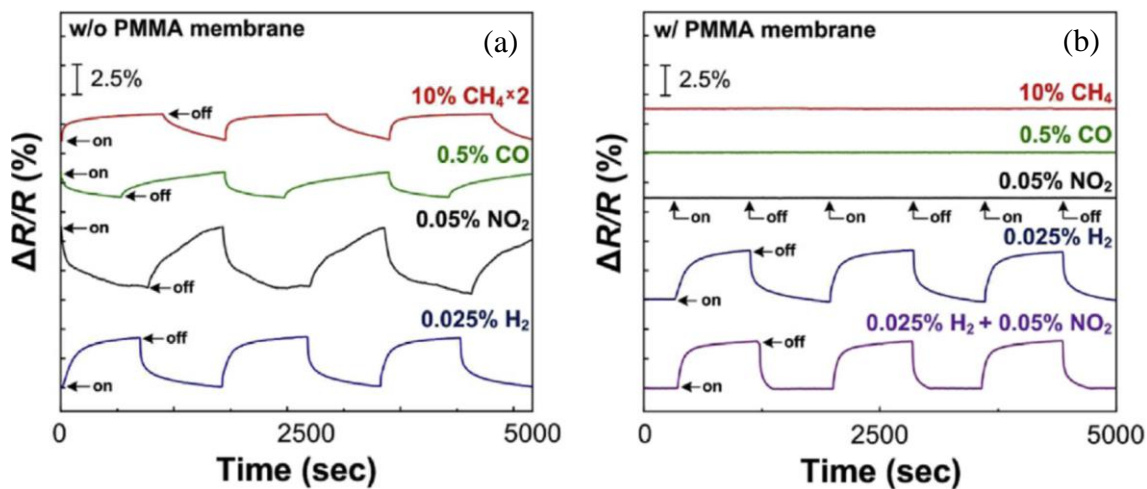 w/o PMMA membrane
(a)
2.5%
10% CH₄×2
off
on
0.5% CO
on
off
0.05% NO₂
on
off
0.025% H₂
off
on
ΔR/R (%)
0
2500
5000
Time (sec)
w/ PMMA membrane
(b)
2.5%
10% CH₄
0.5% CO
0.05% NO₂
on
off
on
off
on
off
0.025% H₂
off
on
0.025% H₂ + 0.05% NO₂
off
on
ΔR/R (%)
0
2500
5000
Time (sec)